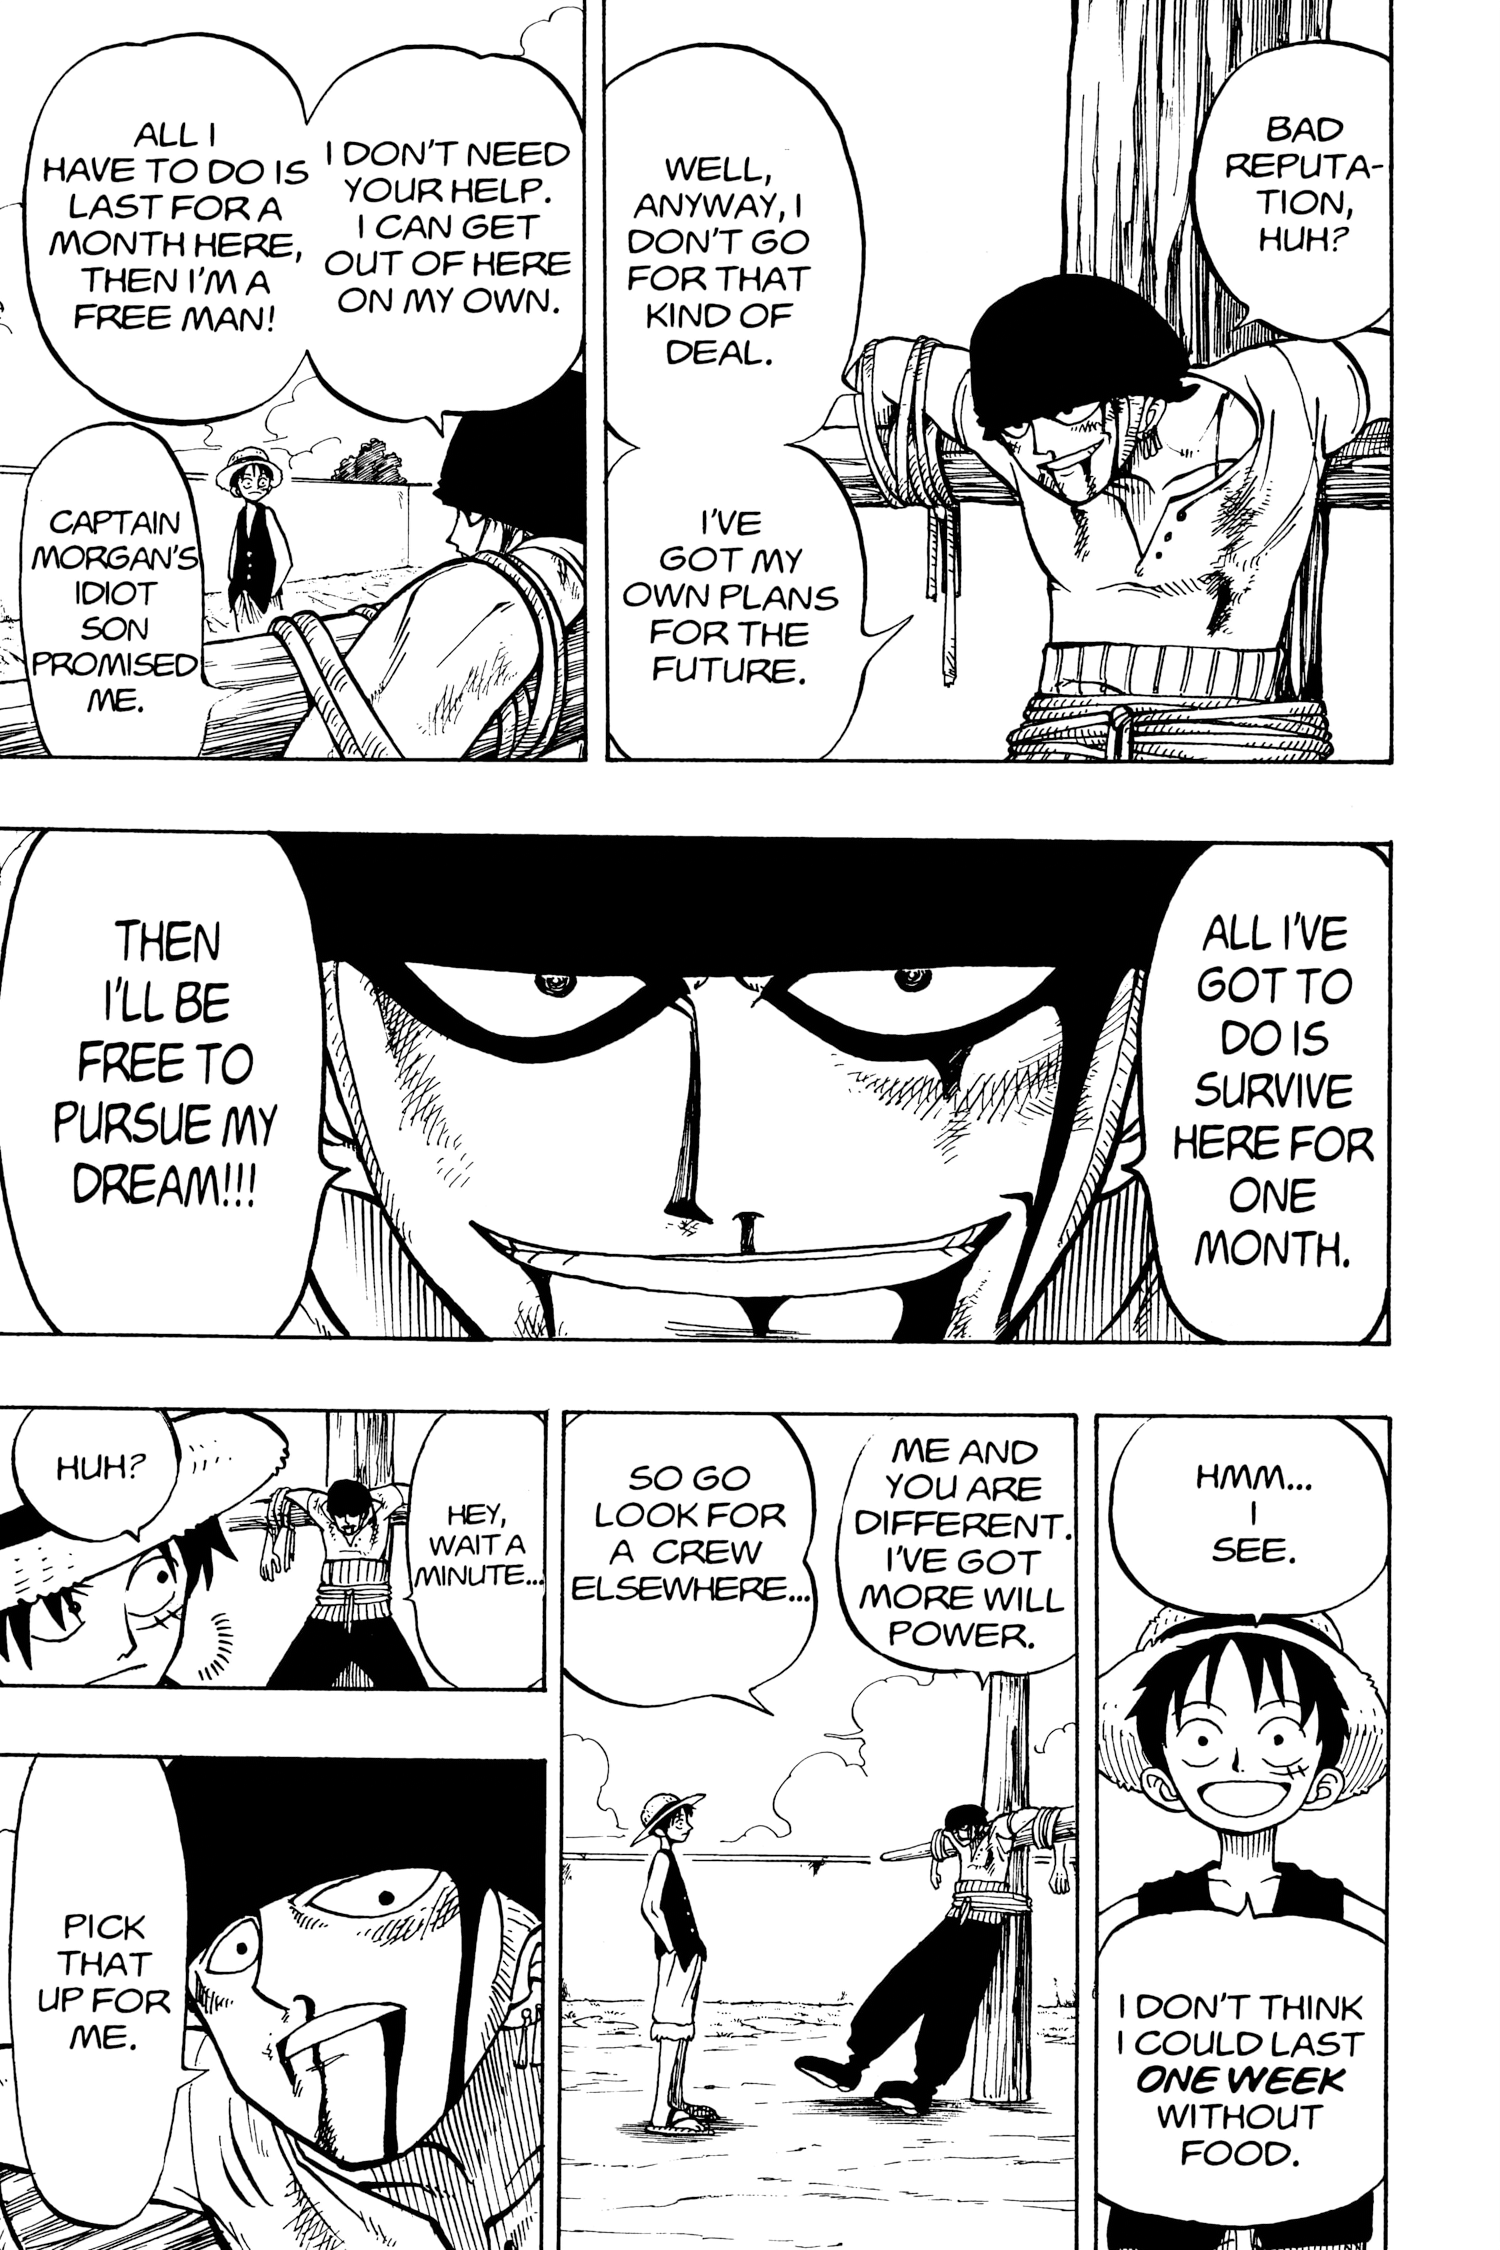 BAD
REPUTA-
TION,
HUH?
WELL,
ANYWAY, I
DON'T GO
FOR THAT
KIND OF
DEAL.
I'VE
GOT MY
OWN PLANS
FOR THE
FUTURE.
I DON'T NEED
YOUR HELP.
I CAN GET
OUT OF HERE
ON MY OWN.
ALL I
HAVE TO DO IS
LAST FOR A
MONTH HERE,
THEN I'M A
FREE MAN!
CAPTAIN
MORGAN'S
IDIOT
SON
PROMISED
ME.
ALL I'VE
GOT TO
DO IS
SURVIVE
HERE FOR
ONE
MONTH.
THEN
I'LL BE
FREE TO
PURSUE MY
DREAM!!!
HMM...
I
SEE.
I DON'T THINK
I COULD LAST
ONE WEEK
WITHOUT
FOOD.
ME AND
YOU ARE
DIFFERENT.
I'VE GOT
MORE WILL
POWER.
SO GO
LOOK FOR
A CREW
ELSEWHERE...
HEY,
WAIT A
MINUTE...
HUH?
PICK
THAT
UP FOR
ME.